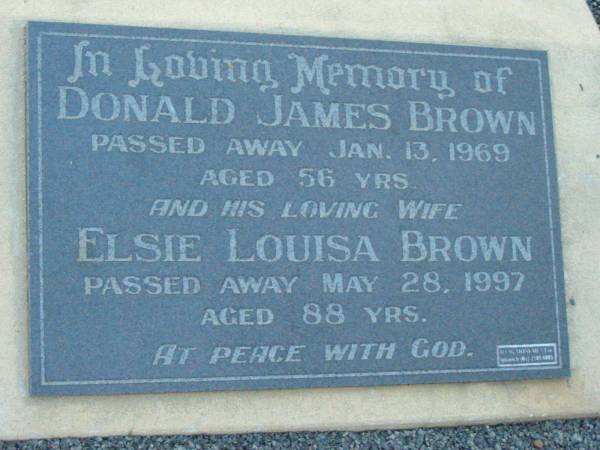 In Loving Memory of
DONALD JAMES BROWN
PASSED AWAY JAN. 13, 1969
AGED 56 YRS.
AND HIS LOVING WIFE
ELSIE LOUISA BROWN
PASSED AWAY MAY 28, 1997
AGED 88 YRS.
AT PEACE WITH GOD.